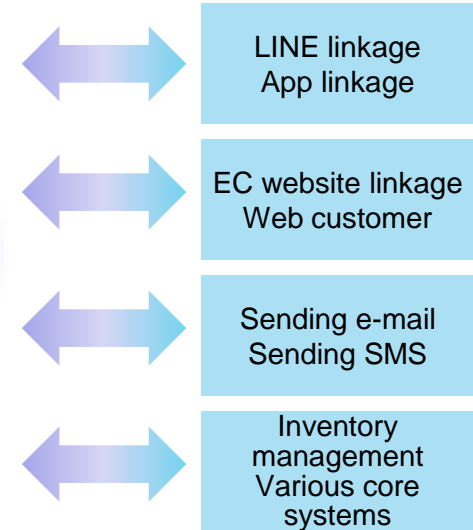 LINE linkage
App linkage
EC website linkage
Web customer
Sending e-mail
Sending SMS
Inventory
management
Various core
systems